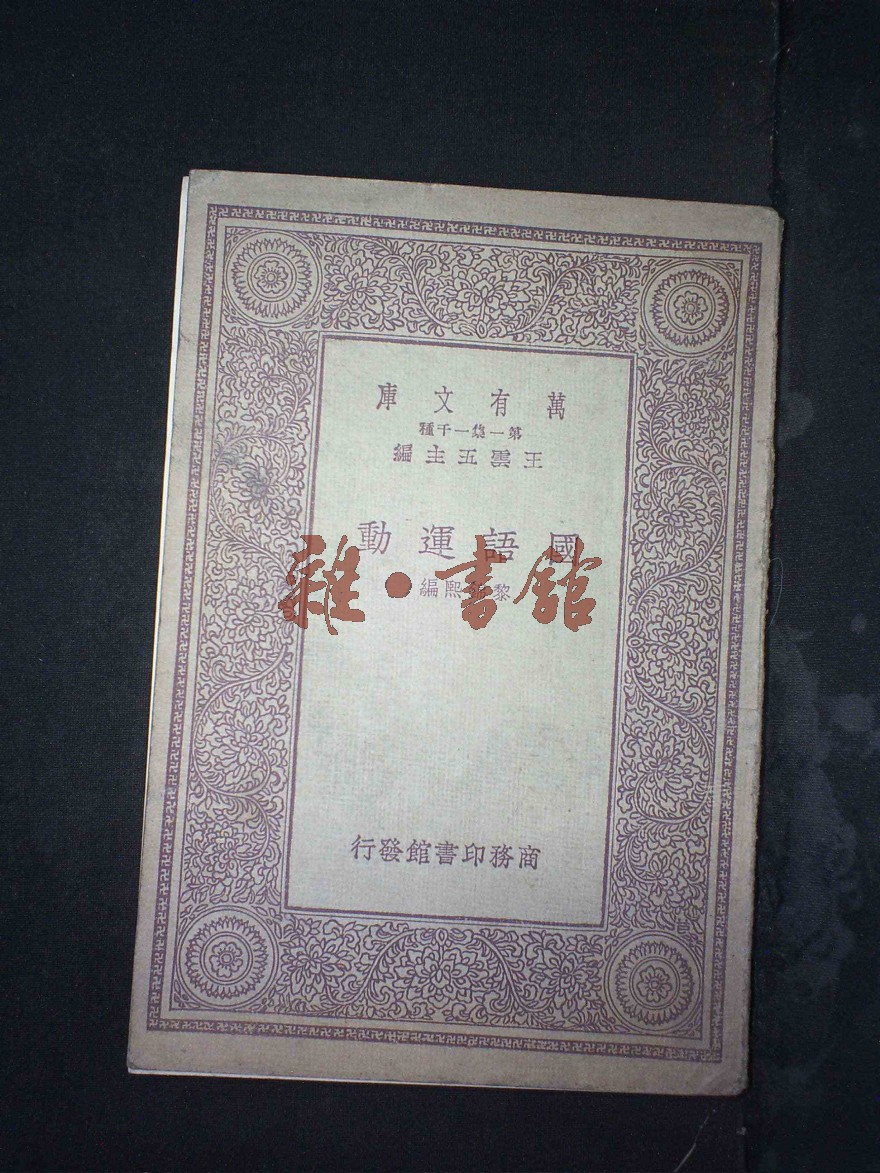 萬有文庫
第一集一千種
王雲五主編
國語運動
黎錦熙編
雜·書館
商務印書館發行